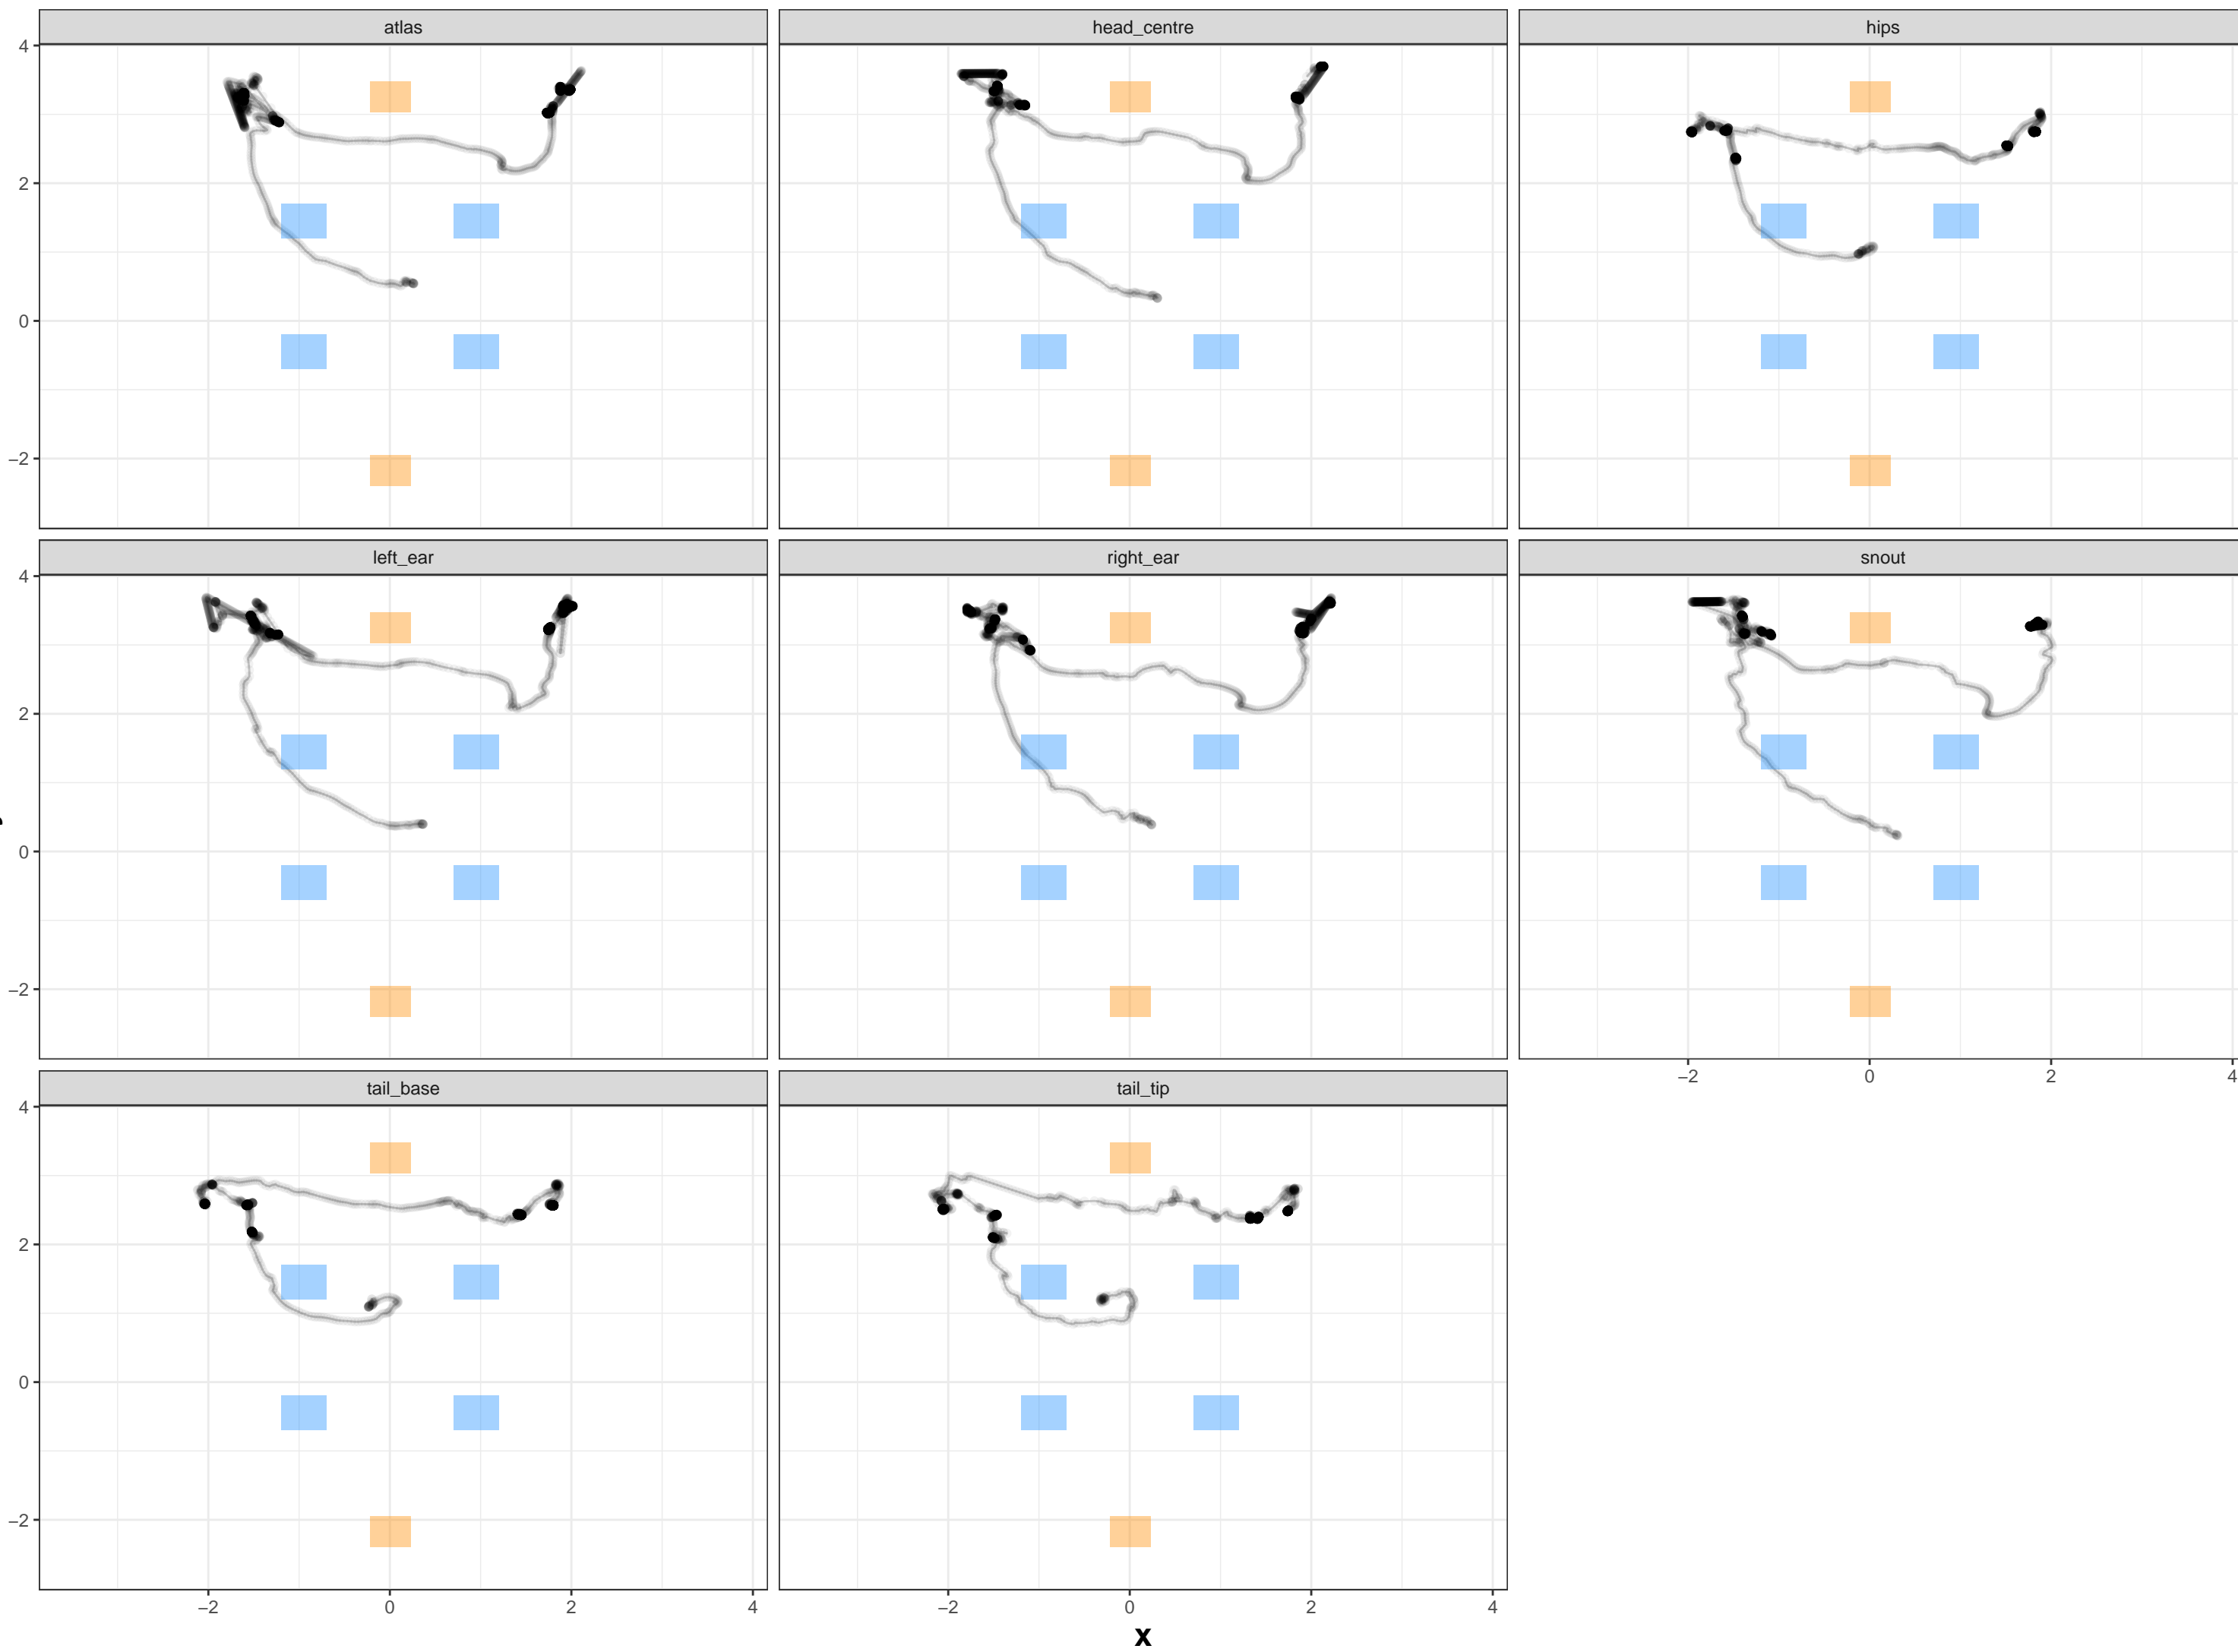 atlas head_centre hips
4
2
0
−2
left_ear right_ear snout
4
2
0
−2
−2 0 2 4
tail_base tail_tip
4
2
0
−2
−2 0 2 4 −2 0 2 4
x